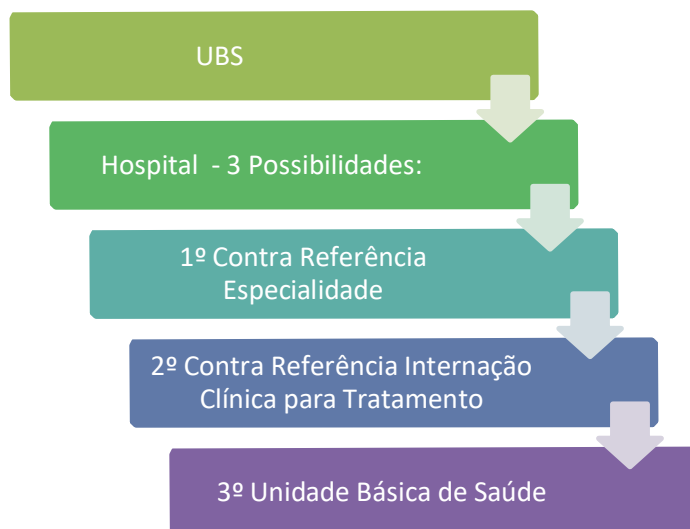 UBS
Hospital - 3 Possibilidades:
1º Contra Referência
Especialidade
2º Contra Referência Internação
Clínica para Tratamento
3º Unidade Básica de Saúde